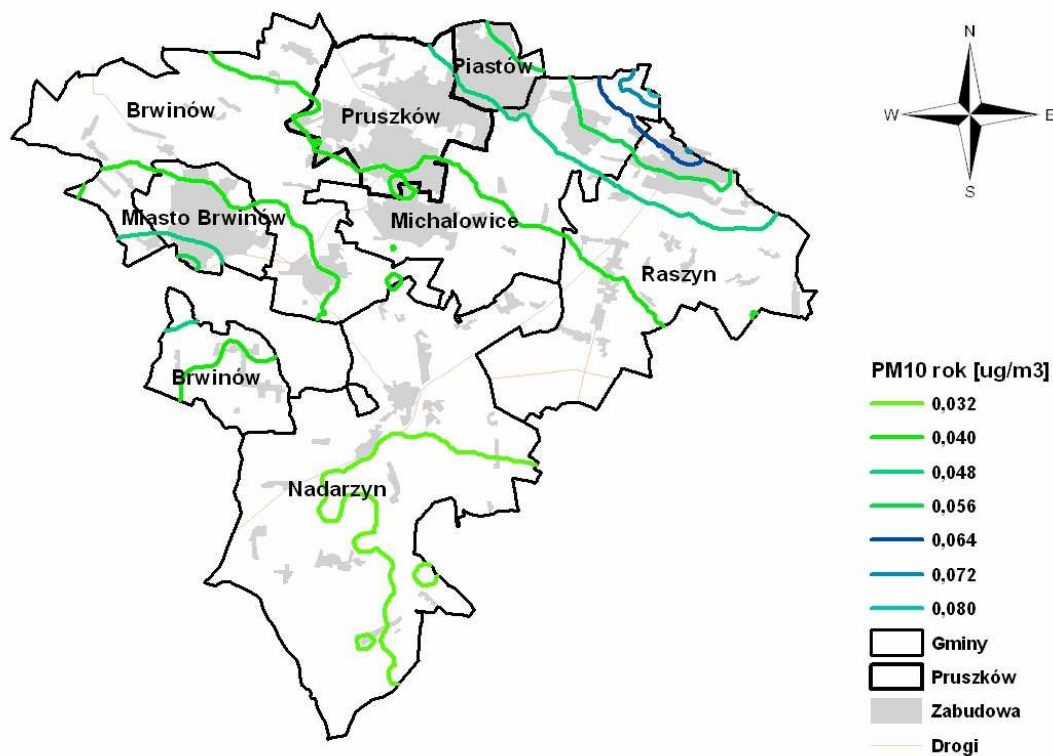 N
W
E
S
Piastów
Brwinów
Pruszków
Miasto Brwinów
Michalowice
Raszyn
Brwinów
Nadarzyn
PM10 rok [ug/m3]
0,032
0,040
0,048
0,056
0,064
0,072
0,080
Gminy
Pruszków
Zabudowa
Drogi